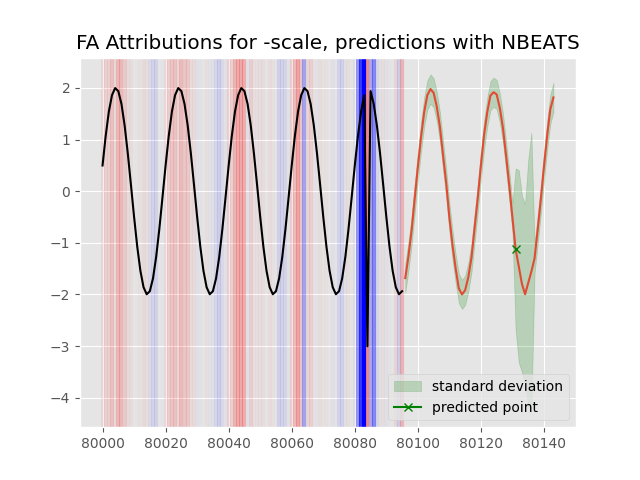 FA Attributions for -scale, predictions with NBEATS
2
1
0
−1
−2
−3
−4
80000 80020 80040 80060 80080 80100 80120 80140
standard deviation
predicted point